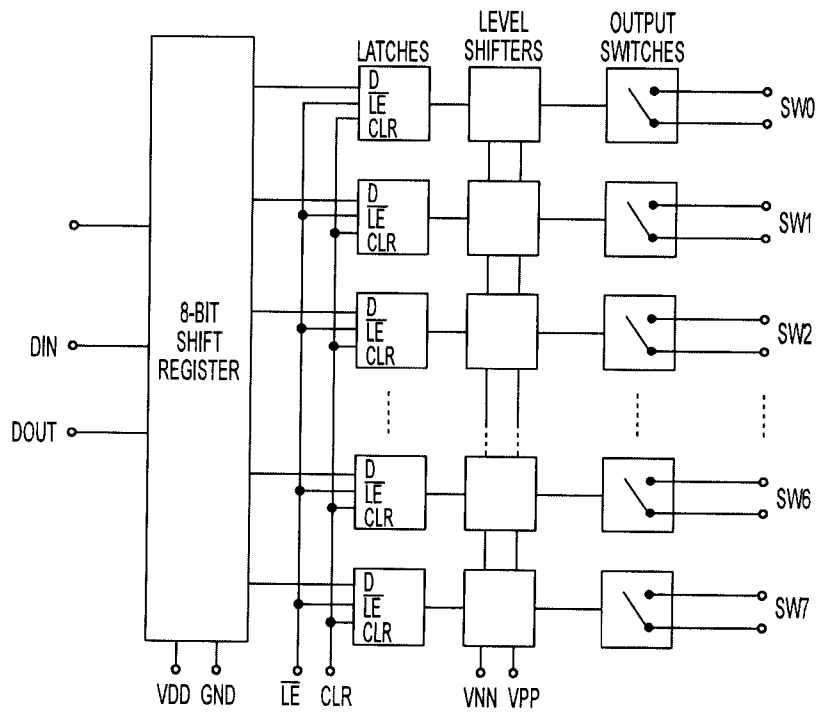 LATCHES
LEVEL
SHIFTERS
OUTPUT
SWITCHES
D
LE
CLR
SW0
D
LE
CLR
SW1
8-BIT
SHIFT
REGISTER
DIN
DOUT
D
LE
CLR
SW2
D
LE
CLR
SW6
D
LE
CLR
SW7
VDD GND LE CLR VNN VPP